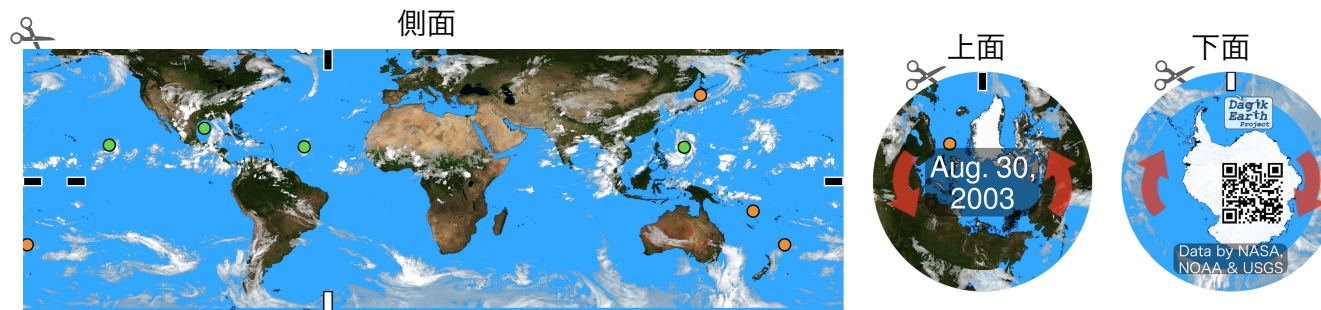 側面
上面
Aug. 30,
2003
下面
Dagik
Earth
Project
Data by NASA,
NOAA & USGS